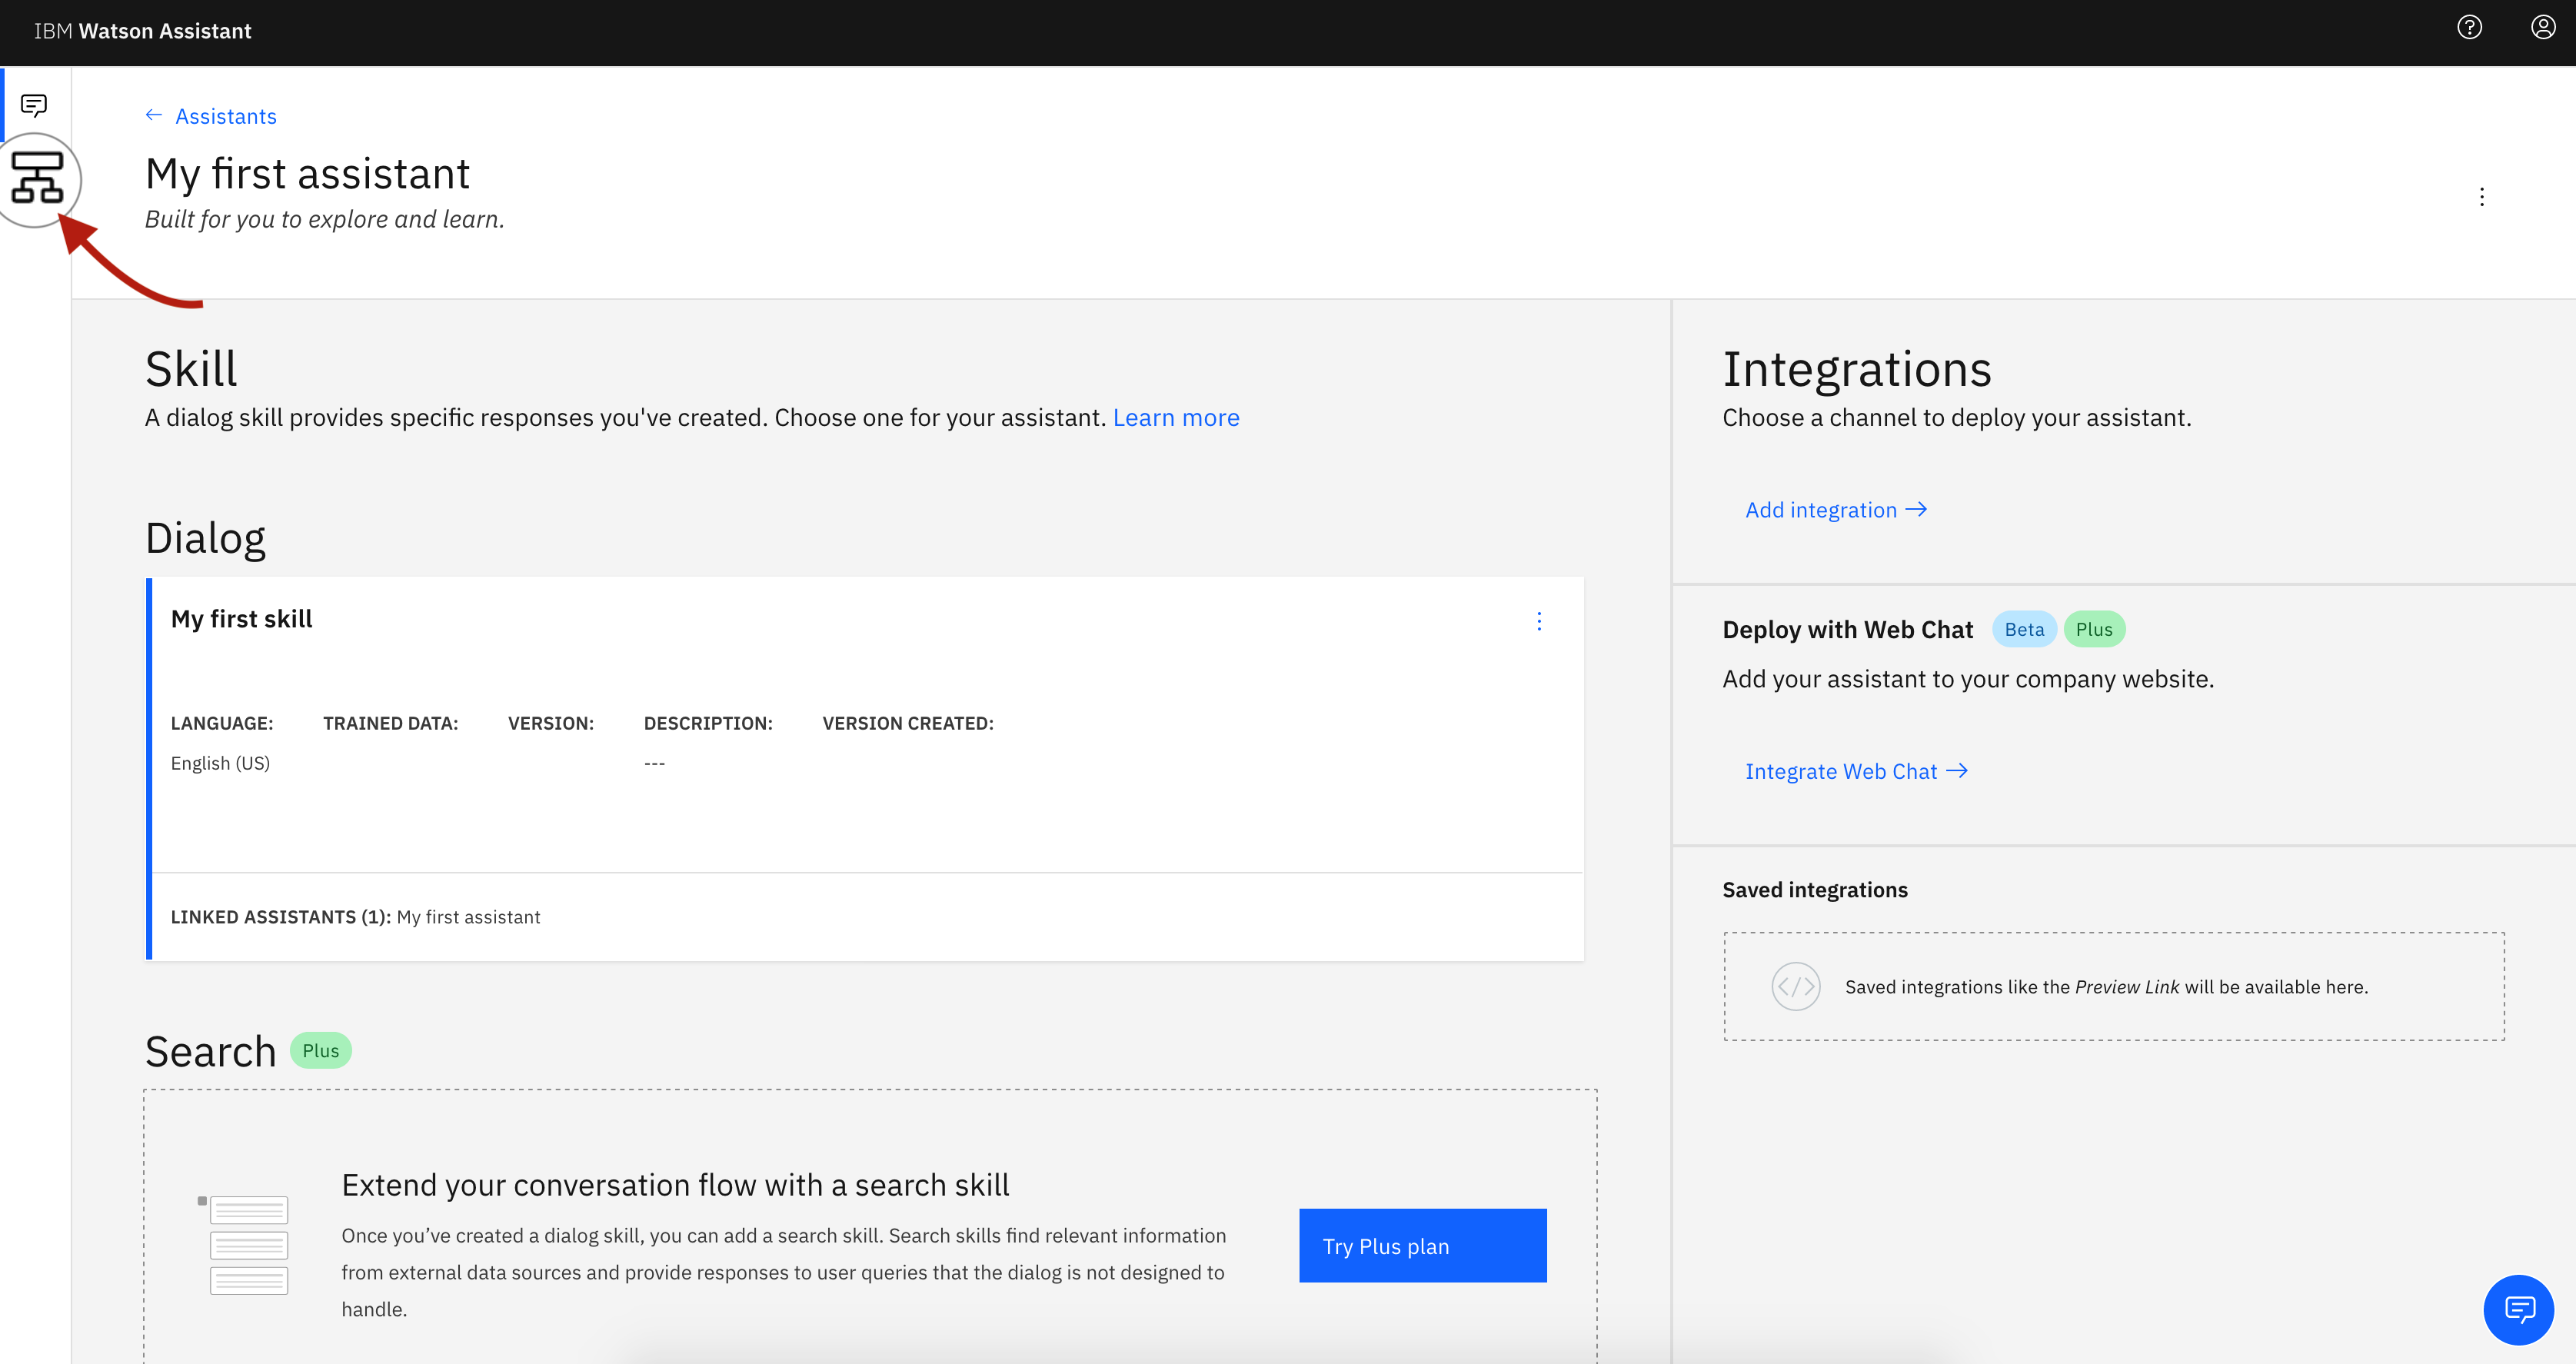 IBM Watson Assistant
← Assistants
My first assistant
Built for you to explore and learn.
Skill
A dialog skill provides specific responses you've created. Choose one for your assistant. Learn more
Dialog
My first skill
LANGUAGE: TRAINED DATA: VERSION: DESCRIPTION: VERSION CREATED:
English (US) ---
LINKED ASSISTANTS (1): My first assistant
Search Plus
Extend your conversation flow with a search skill
Once you’ve created a dialog skill, you can add a search skill. Search skills find relevant information
from external data sources and provide responses to user queries that the dialog is not designed to
handle.
Try Plus plan
Integrations
Choose a channel to deploy your assistant.
Add integration →
Deploy with Web Chat Beta Plus
Add your assistant to your company website.
Integrate Web Chat →
Saved integrations
Saved integrations like the Preview Link will be available here.